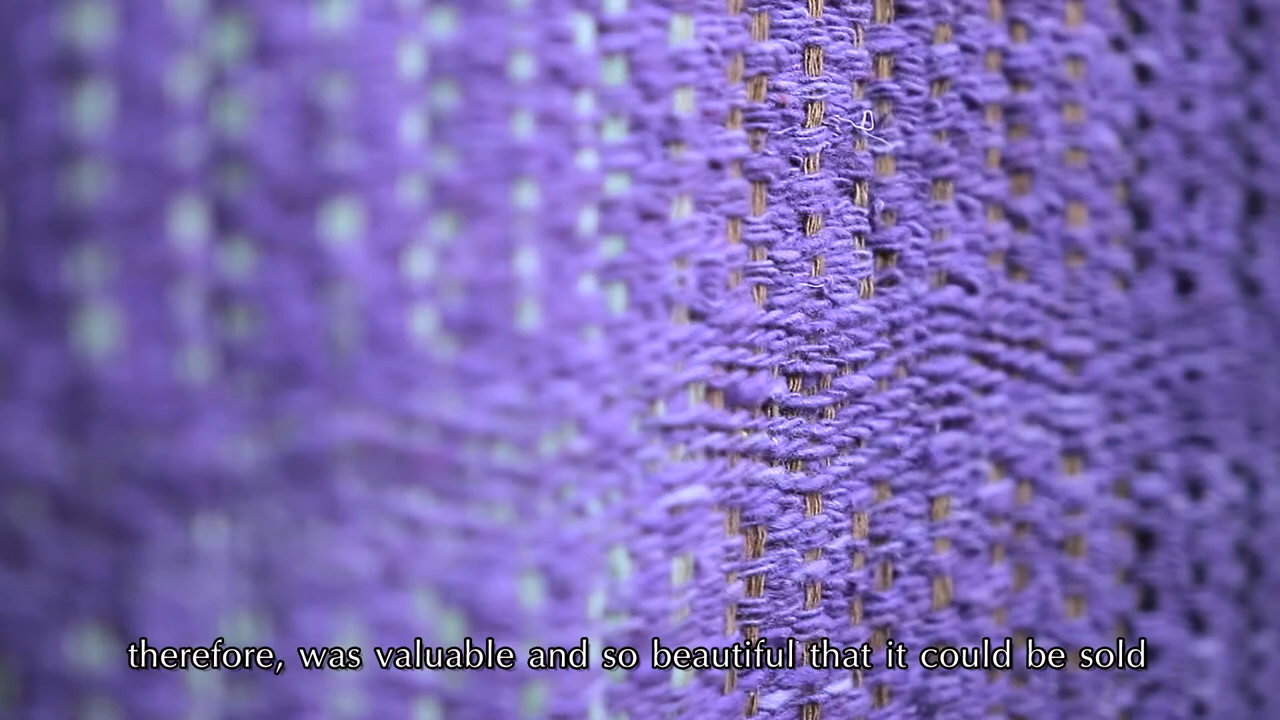 therefore, was valuable and so beautiful that it could be sold